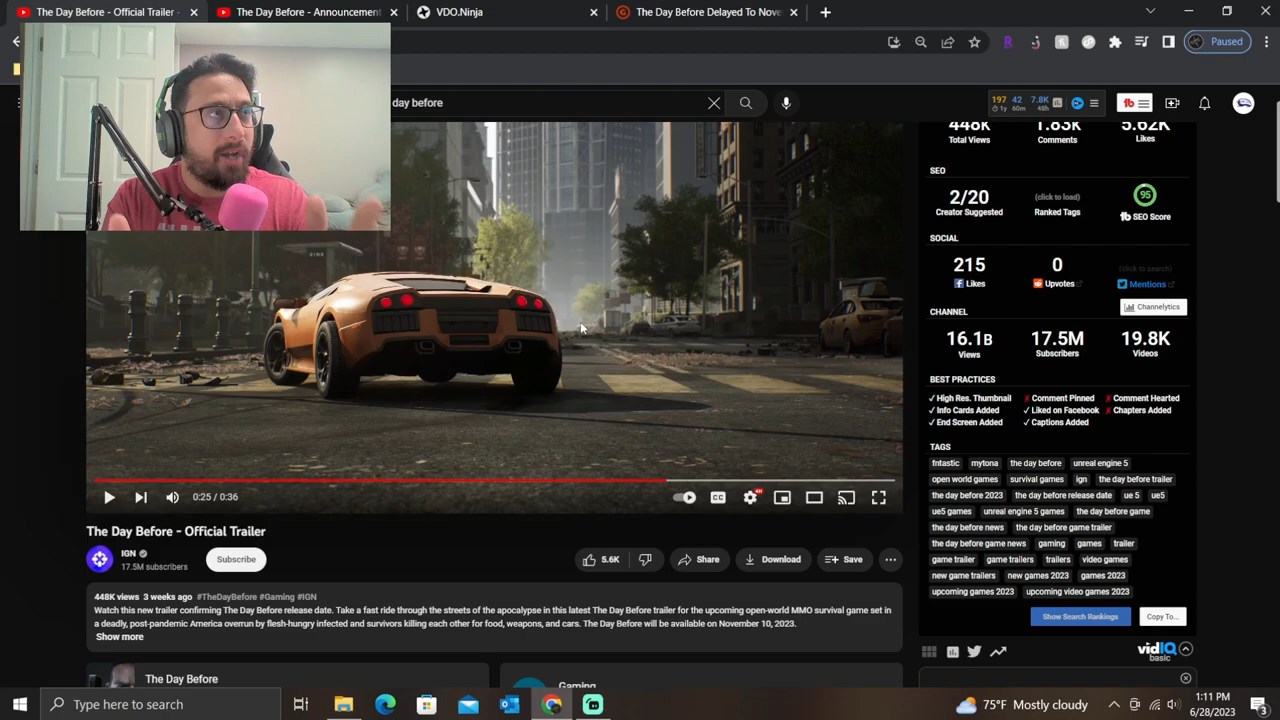 The Day Before - Official Trailer -
The Day Before - Announcement
VDO.Ninja
The Day Before Delayed To Nove
Paused
day before
197 42 7.8K
1y 60m 48h
448K 1.83K 5.62K
Total Views Comments Likes
SEO
2/20 (click to load) 95
Creator Suggested Ranked Tags tb SEO Score
SOCIAL
215 0 (click to search)
Likes Upvotes Mentions
CHANNEL Channelytics
16.1B 17.5M 19.8K
Views Subscribers Videos
BEST PRACTICES
✓ High Res. Thumbnail ✗ Comment Pinned ✗ Comment Hearted
✓ Info Cards Added ✓ Liked on Facebook ✗ Chapters Added
✓ End Screen Added ✓ Captions Added
TAGS
fntastic mytona the day before unreal engine 5
open world games survival games ign the day before trailer
the day before 2023 the day before release date ue 5 ue5
ue5 games unreal engine 5 games the day before game
the day before news the day before game trailer
the day before game news gaming games trailer
game trailer game trailers trailers video games
new game trailers new games 2023 games 2023
upcoming games 2023 upcoming video games 2023
Show Search Rankings Copy To...
vidIQ
basic
0:25 / 0:36
CC
The Day Before - Official Trailer
IGN
17.5M subscribers
Subscribe
5.6K Share Download Save
448K views 3 weeks ago #TheDayBefore #Gaming #IGN
Watch this new trailer confirming The Day Before release date. Take a fast ride through the streets of the apocalypse in this latest The Day Before trailer for the upcoming open-world MMO survival game set in
a deadly, post-pandemic America overrun by flesh-hungry infected and survivors killing each other for food, weapons, and cars. The Day Before will be available on November 10, 2023.
Show more
The Day Before
Gaming
Type here to search
75°F Mostly cloudy
1:11 PM
6/28/2023
3